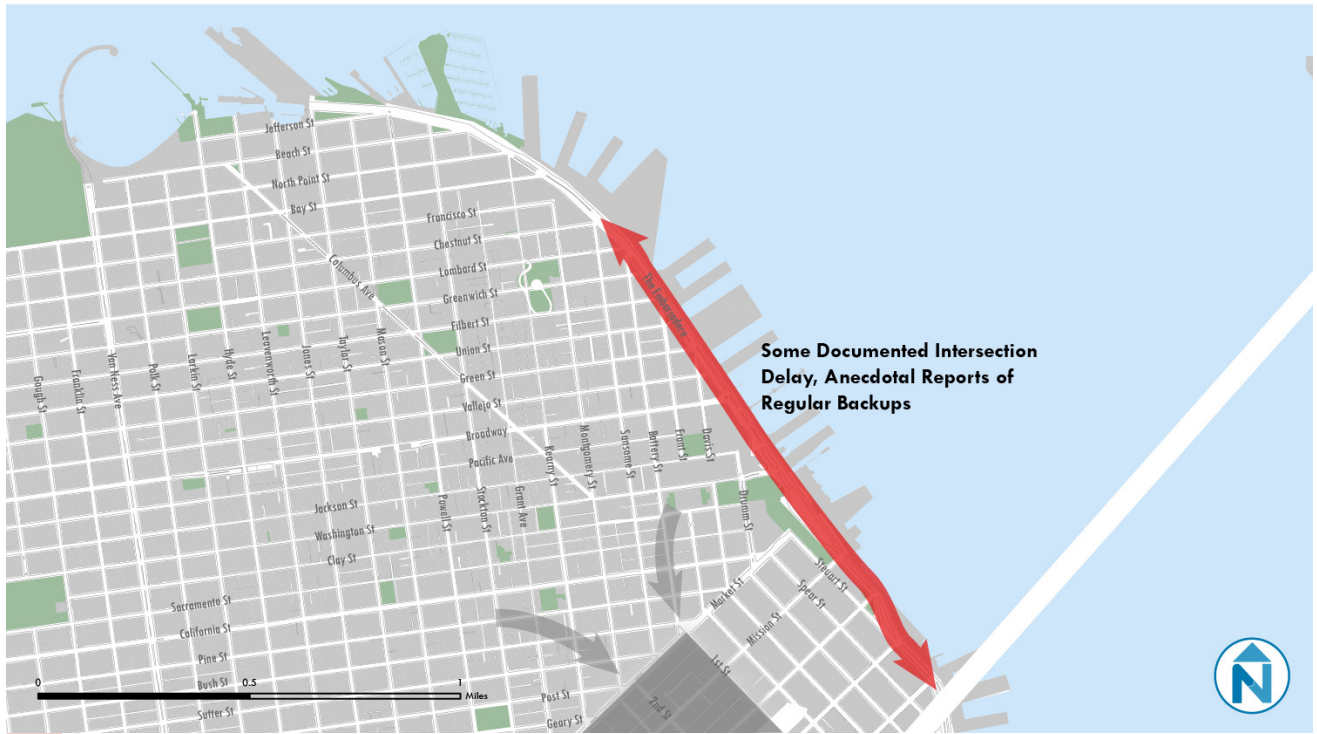 Jefferson St
Beach St
North Point St
Bay St
Francisco St
Chestnut St
Lombard St
Greenwich St
Filbert St
Union St
Green St
Vallejo St
Broadway
Pacific Ave
Columbus Ave
The Embarcadero
Some Documented Intersection
Delay, Anecdotal Reports of
Regular Backups
Gough St
Franklin St
Van Ness Ave
Polk St
Larkin St
Hyde St
Leavenworth St
Jones St
Taylor St
Mason St
Powell St
Stockton St
Grant Ave
Kearny St
Montgomery St
Sansome St
Battery St
Front St
Davis St
Drumm St
Jackson St
Washington St
Clay St
Sacramento St
California St
Pine St
Bush St
Sutter St
Post St
Geary St
Market St
Mission St
Spear St
Stewart St
1st St
2nd St
0
0.5
1
Miles
N